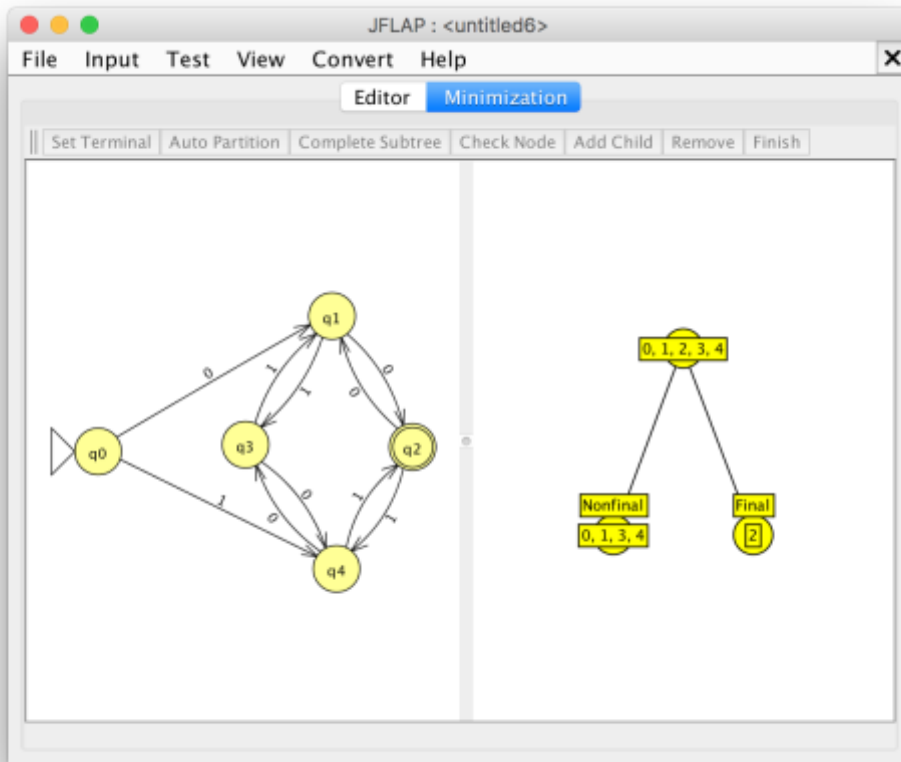 JFLAP : <untitled6>
File Input Test View Convert Help
Editor Minimization
Set Terminal Auto Partition Complete Subtree Check Node Add Child Remove Finish
q1
0, 1, 2, 3, 4
0
1
1
0
0
q0
q3
q2
1
0
0
1
1
Nonfinal
Final
0, 1, 3, 4
2
q4